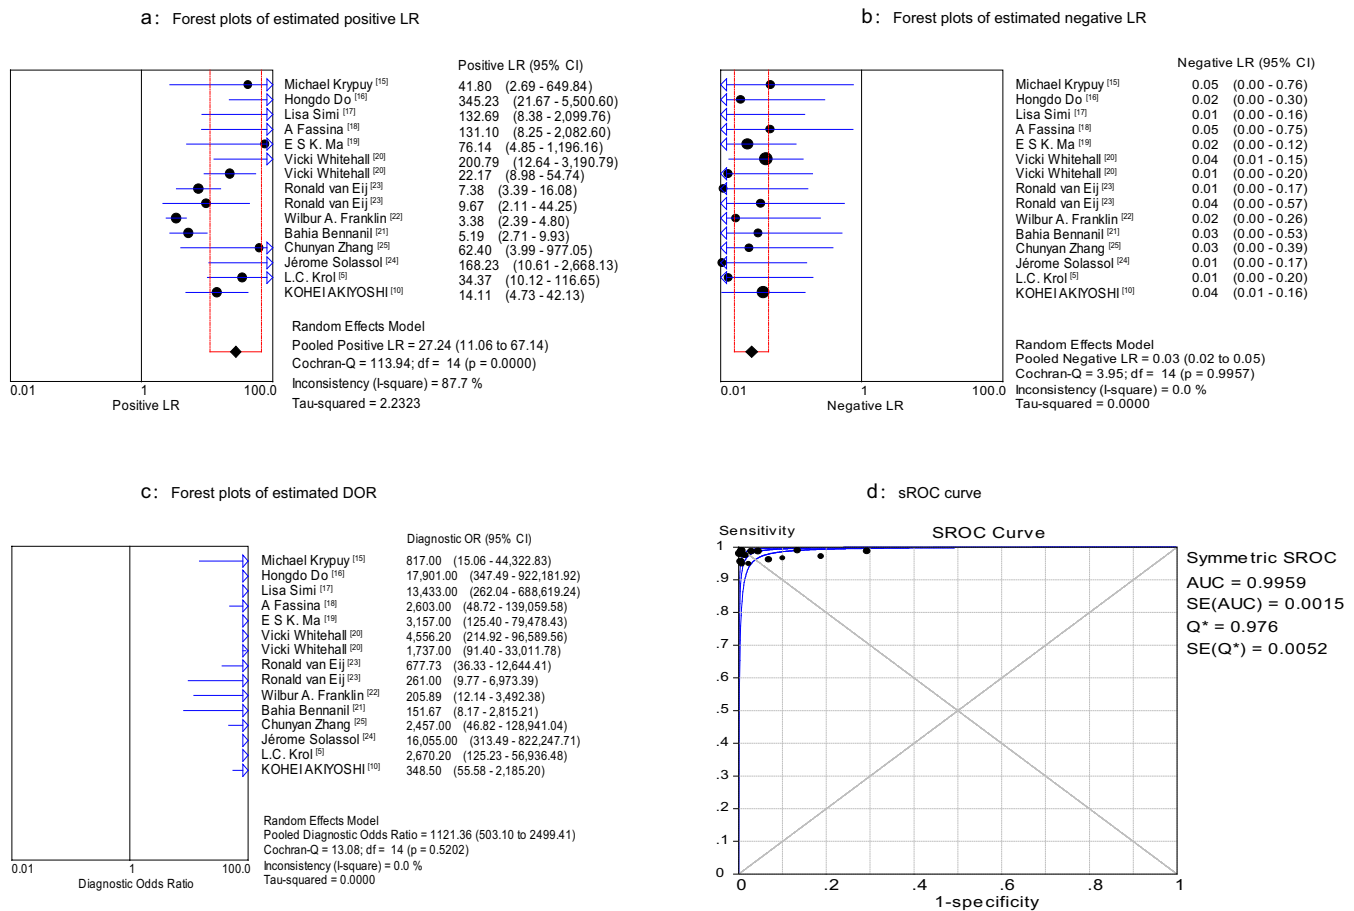 a: Forest plots of estimated positive LR
Positive LR (95% CI)
Michael Krypuy [15] 41.80 (2.69 - 649.84)
Hongdo Do [16] 345.23 (21.67 - 5,500.60)
Lisa Simi [17] 132.69 (8.38 - 2,099.76)
A Fassina [18] 131.10 (8.25 - 2,082.60)
E S K. Ma [19] 76.14 (4.85 - 1,196.16)
Vicki Whitehall [20] 200.79 (12.64 - 3,190.79)
Vicki Whitehall [20] 22.17 (8.98 - 54.74)
Ronald van Eij [23] 7.38 (3.39 - 16.08)
Ronald van Eij [23] 9.67 (2.11 - 44.25)
Wilbur A. Franklin [22] 3.38 (2.39 - 4.80)
Bahia Bennanil [21] 5.19 (2.71 - 9.93)
Chunyan Zhang [25] 62.40 (3.99 - 977.05)
Jérome Solassol [24] 168.23 (10.61 - 2,668.13)
L.C. Krol [5] 34.37 (10.12 - 116.65)
KOHEI AKIYOSHI [10] 14.11 (4.73 - 42.13)
Random Effects Model
Pooled Positive LR = 27.24 (11.06 to 67.14)
Cochran-Q = 113.94; df = 14 (p = 0.0000)
Inconsistency (I-square) = 87.7 %
Tau-squared = 2.2323
0.01 1 100.0
Positive LR
b: Forest plots of estimated negative LR
Negative LR (95% CI)
Michael Krypuy [15] 0.05 (0.00 - 0.76)
Hongdo Do [16] 0.02 (0.00 - 0.30)
Lisa Simi [17] 0.01 (0.00 - 0.16)
A Fassina [18] 0.05 (0.00 - 0.75)
E S K. Ma [19] 0.02 (0.00 - 0.12)
Vicki Whitehall [20] 0.04 (0.01 - 0.15)
Vicki Whitehall [20] 0.01 (0.00 - 0.20)
Ronald van Eij [23] 0.01 (0.00 - 0.17)
Ronald van Eij [23] 0.04 (0.00 - 0.57)
Wilbur A. Franklin [22] 0.02 (0.00 - 0.26)
Bahia Bennanil [21] 0.03 (0.00 - 0.53)
Chunyan Zhang [25] 0.03 (0.00 - 0.39)
Jérome Solassol [24] 0.01 (0.00 - 0.17)
L.C. Krol [5] 0.01 (0.00 - 0.20)
KOHEI AKIYOSHI [10] 0.04 (0.01 - 0.16)
Random Effects Model
Pooled Negative LR = 0.03 (0.02 to 0.05)
Cochran-Q = 3.95; df = 14 (p = 0.9957)
Inconsistency (I-square) = 0.0 %
Tau-squared = 0.0000
0.01 1 100.0
Negative LR
c: Forest plots of estimated DOR
Diagnostic OR (95% CI)
Michael Krypuy [15] 817.00 (15.06 - 44,322.83)
Hongdo Do [16] 17,901.00 (347.49 - 922,181.92)
Lisa Simi [17] 13,433.00 (262.04 - 688,619.24)
A Fassina [18] 2,603.00 (48.72 - 139,059.58)
E S K. Ma [19] 3,157.00 (125.40 - 79,478.43)
Vicki Whitehall [20] 4,556.20 (214.92 - 96,589.56)
Vicki Whitehall [20] 1,737.00 (91.40 - 33,011.78)
Ronald van Eij [23] 677.73 (36.33 - 12,644.41)
Ronald van Eij [23] 261.00 (9.77 - 6,973.39)
Wilbur A. Franklin [22] 205.89 (12.14 - 3,492.38)
Bahia Bennanil [21] 151.67 (8.17 - 2,815.21)
Chunyan Zhang [25] 2,457.00 (46.82 - 128,941.04)
Jérome Solassol [24] 16,055.00 (313.49 - 822,247.71)
L.C. Krol [5] 2,670.20 (125.23 - 56,936.48)
KOHEI AKIYOSHI [10] 348.50 (55.58 - 2,185.20)
Random Effects Model
Pooled Diagnostic Odds Ratio = 1121.36 (503.10 to 2499.41)
Cochran-Q = 13.08; df = 14 (p = 0.5202)
Inconsistency (I-square) = 0.0 %
Tau-squared = 0.0000
0.01 1 100.0
Diagnostic Odds Ratio
d: sROC curve
Sensitivity
SROC Curve
1
.9
.8
.7
.6
.5
.4
.3
.2
.1
0
0 .2 .4 .6 .8 1
1-specificity
Symmetric SROC
AUC = 0.9959
SE(AUC) = 0.0015
Q* = 0.976
SE(Q*) = 0.0052